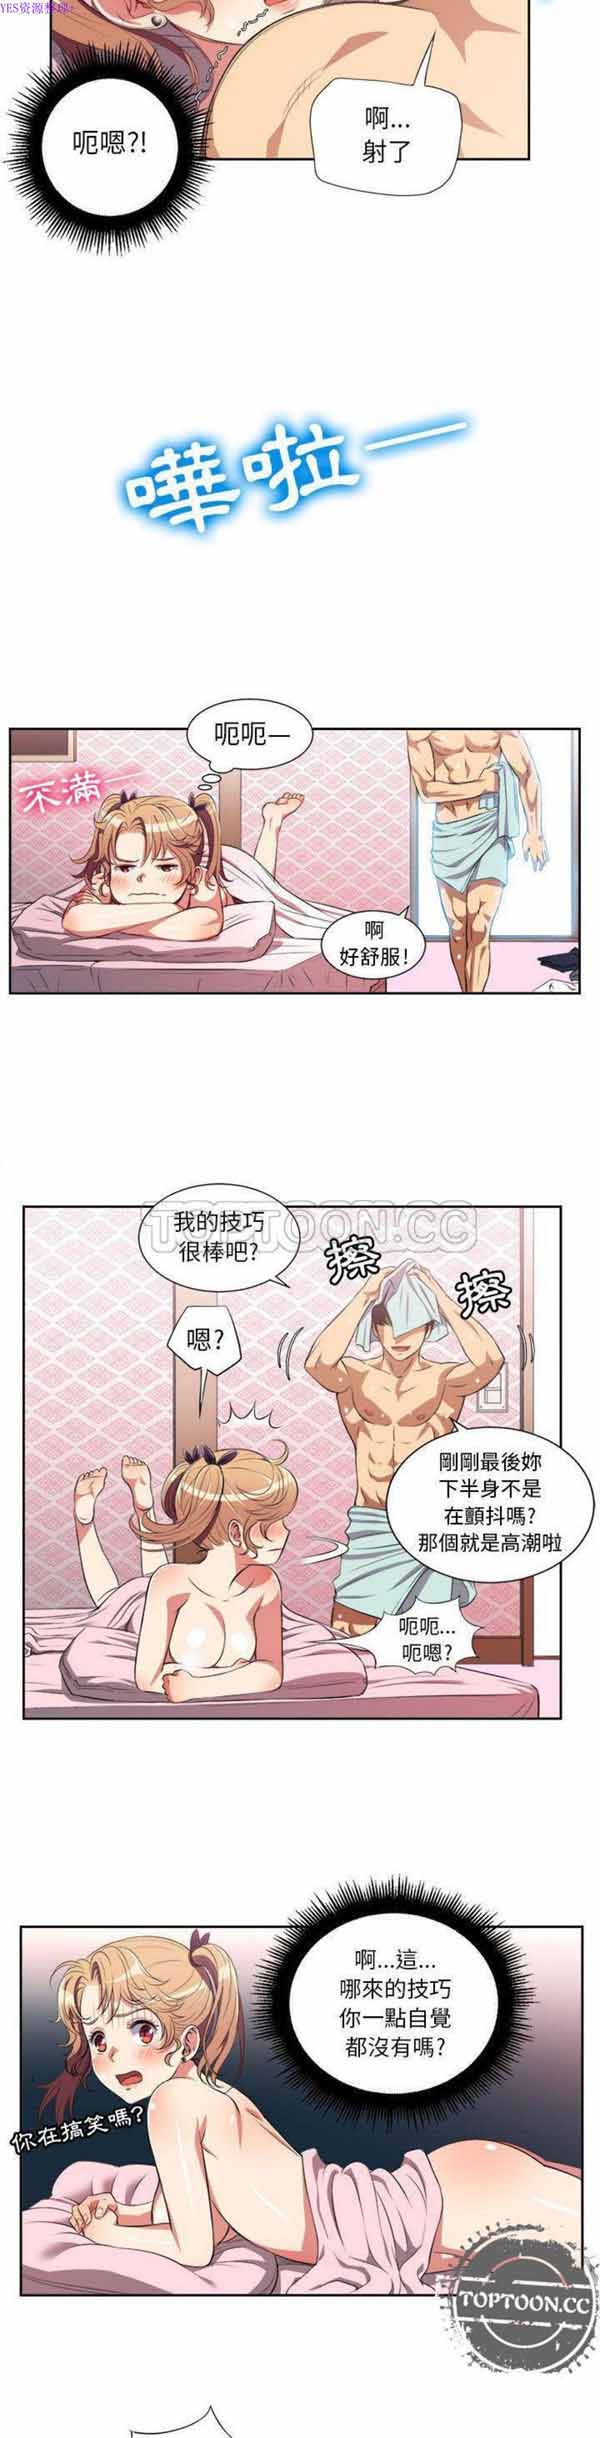 YES资源整理:
呃嗯?!
啊...
射了
嘩啦一
不滿一
呃呃一
啊
好舒服!
TOPTOON.CC
我的技巧
很棒吧?
嗯?
擦
擦
剛剛最後妳
下半身不是
在顫抖嗎?
那個就是高潮啦
呃呃...
呃嗯?
啊...這...
哪來的技巧
你一點自覺
都沒有嗎?
你在搞笑嗎?
TOPTOON.CC